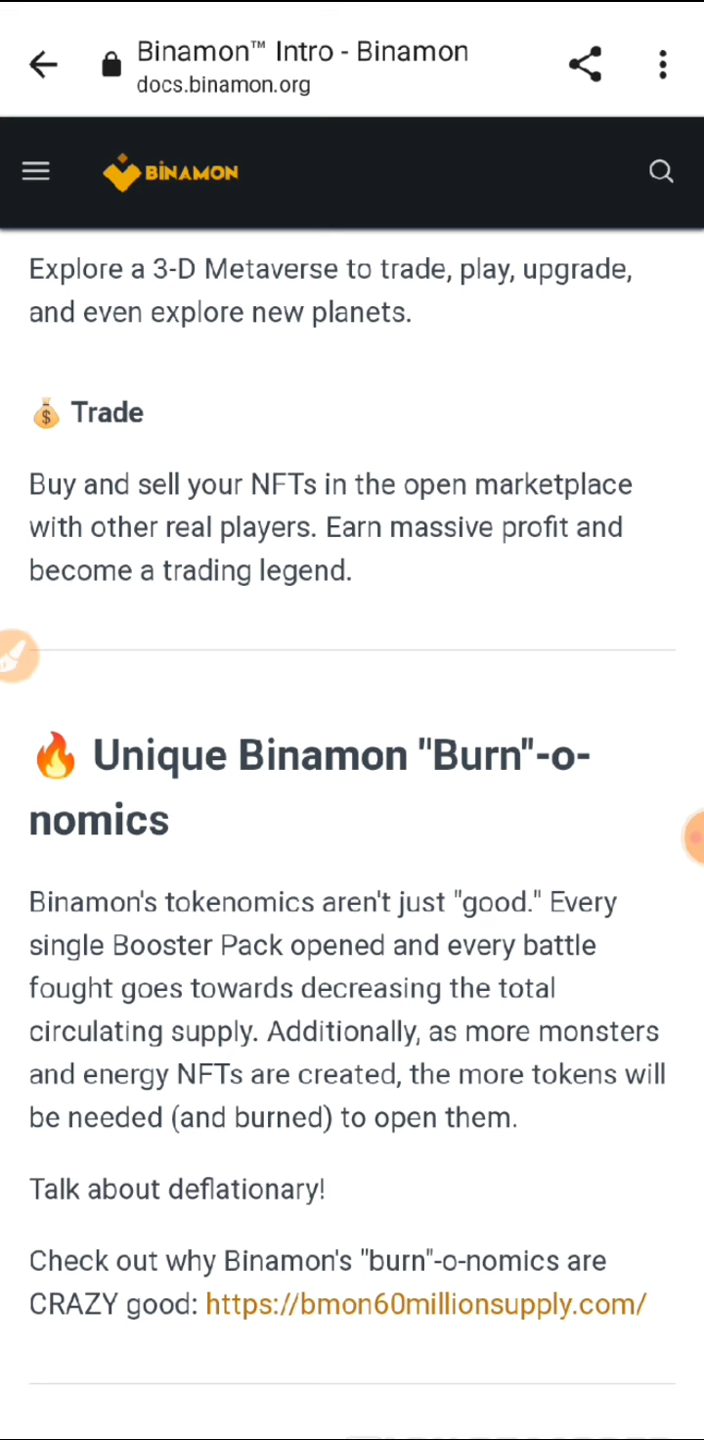 Binamon™ Intro - Binamon
docs.binamon.org
BINAMON
Explore a 3-D Metaverse to trade, play, upgrade,
and even explore new planets.
💰 Trade
Buy and sell your NFTs in the open marketplace
with other real players. Earn massive profit and
become a trading legend.
🔥 Unique Binamon "Burn"-o-
nomics
Binamon's tokenomics aren't just "good." Every
single Booster Pack opened and every battle
fought goes towards decreasing the total
circulating supply. Additionally, as more monsters
and energy NFTs are created, the more tokens will
be needed (and burned) to open them.
Talk about deflationary!
Check out why Binamon's "burn"-o-nomics are
CRAZY good: https://bmon60millionsupply.com/